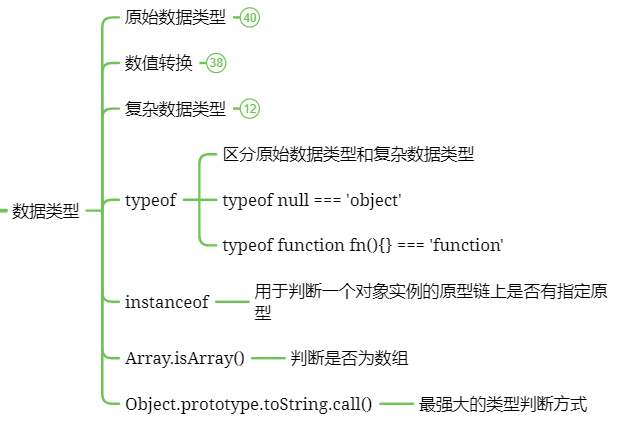 原始数据类型 40
数值转换 38
复杂数据类型 12
区分原始数据类型和复杂数据类型
typeof
typeof null === 'object'
数据类型
typeof function fn(){} === 'function'
instanceof
用于判断一个对象实例的原型链上是否有指定原
型
Array.isArray()
判断是否为数组
Object.prototype.toString.call()
最强大的类型判断方式